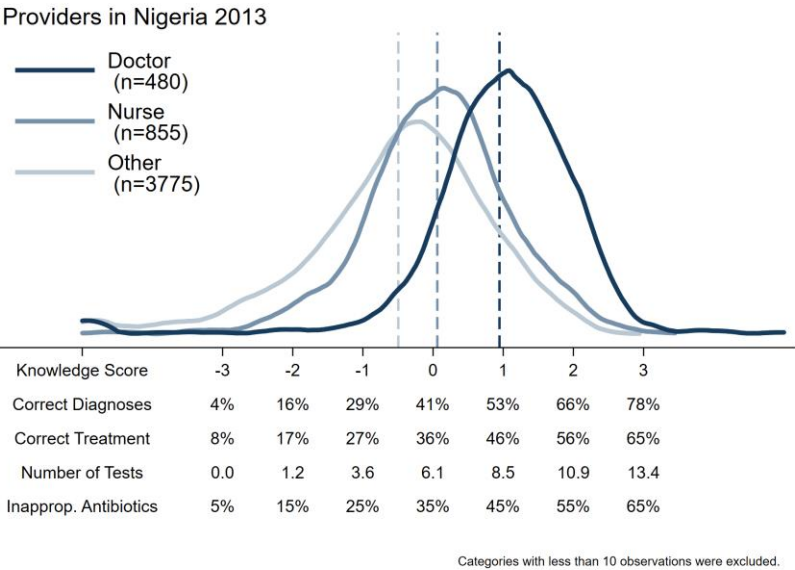 Providers in Nigeria 2013
Doctor
(n=480)
Nurse
(n=855)
Other
(n=3775)
Knowledge Score -3 -2 -1 0 1 2 3
Correct Diagnoses 4% 16% 29% 41% 53% 66% 78%
Correct Treatment 8% 17% 27% 36% 46% 56% 65%
Number of Tests 0.0 1.2 3.6 6.1 8.5 10.9 13.4
Inapprop. Antibiotics 5% 15% 25% 35% 45% 55% 65%
Categories with less than 10 observations were excluded.